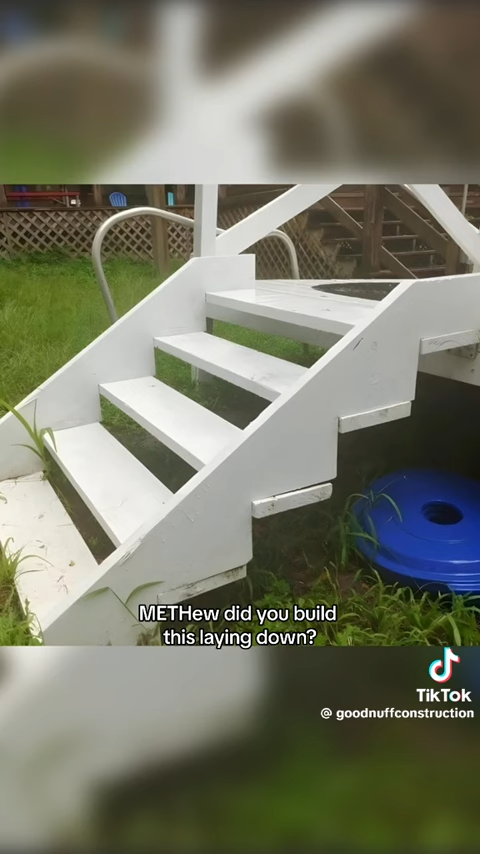 METHew did you build
this laying down?
TikTok
@ goodnuffconstruction